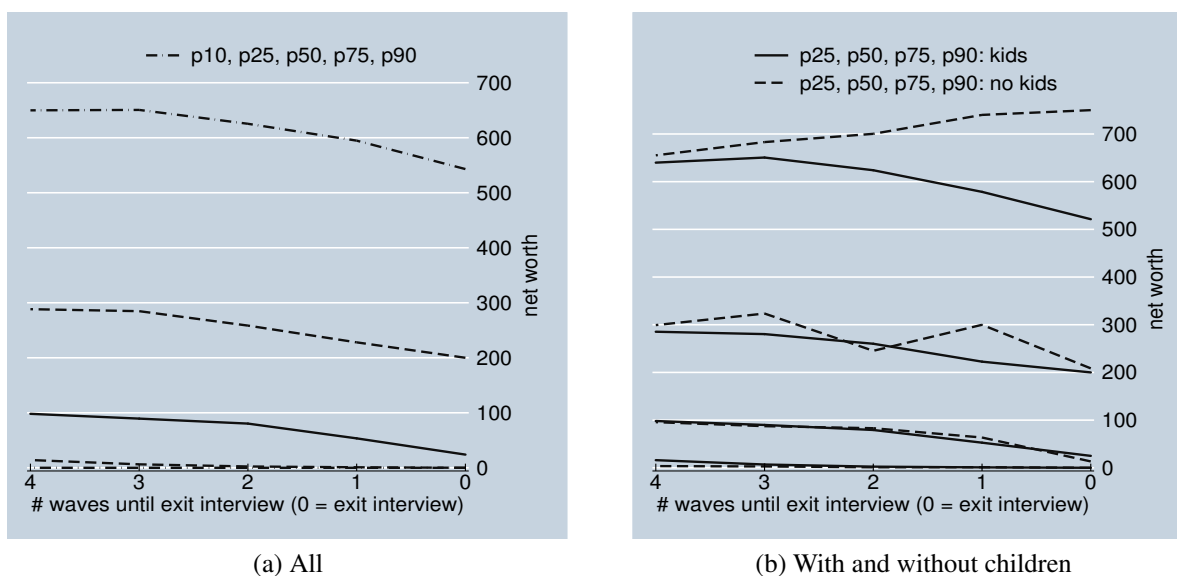 p10, p25, p50, p75, p90
700
600
500
400
300
200
100
0
net worth
4 3 2 1 0
# waves until exit interview (0 = exit interview)
(a) All
p25, p50, p75, p90: kids
p25, p50, p75, p90: no kids
700
600
500
400
300
200
100
0
net worth
4 3 2 1 0
# waves until exit interview (0 = exit interview)
(b) With and without children